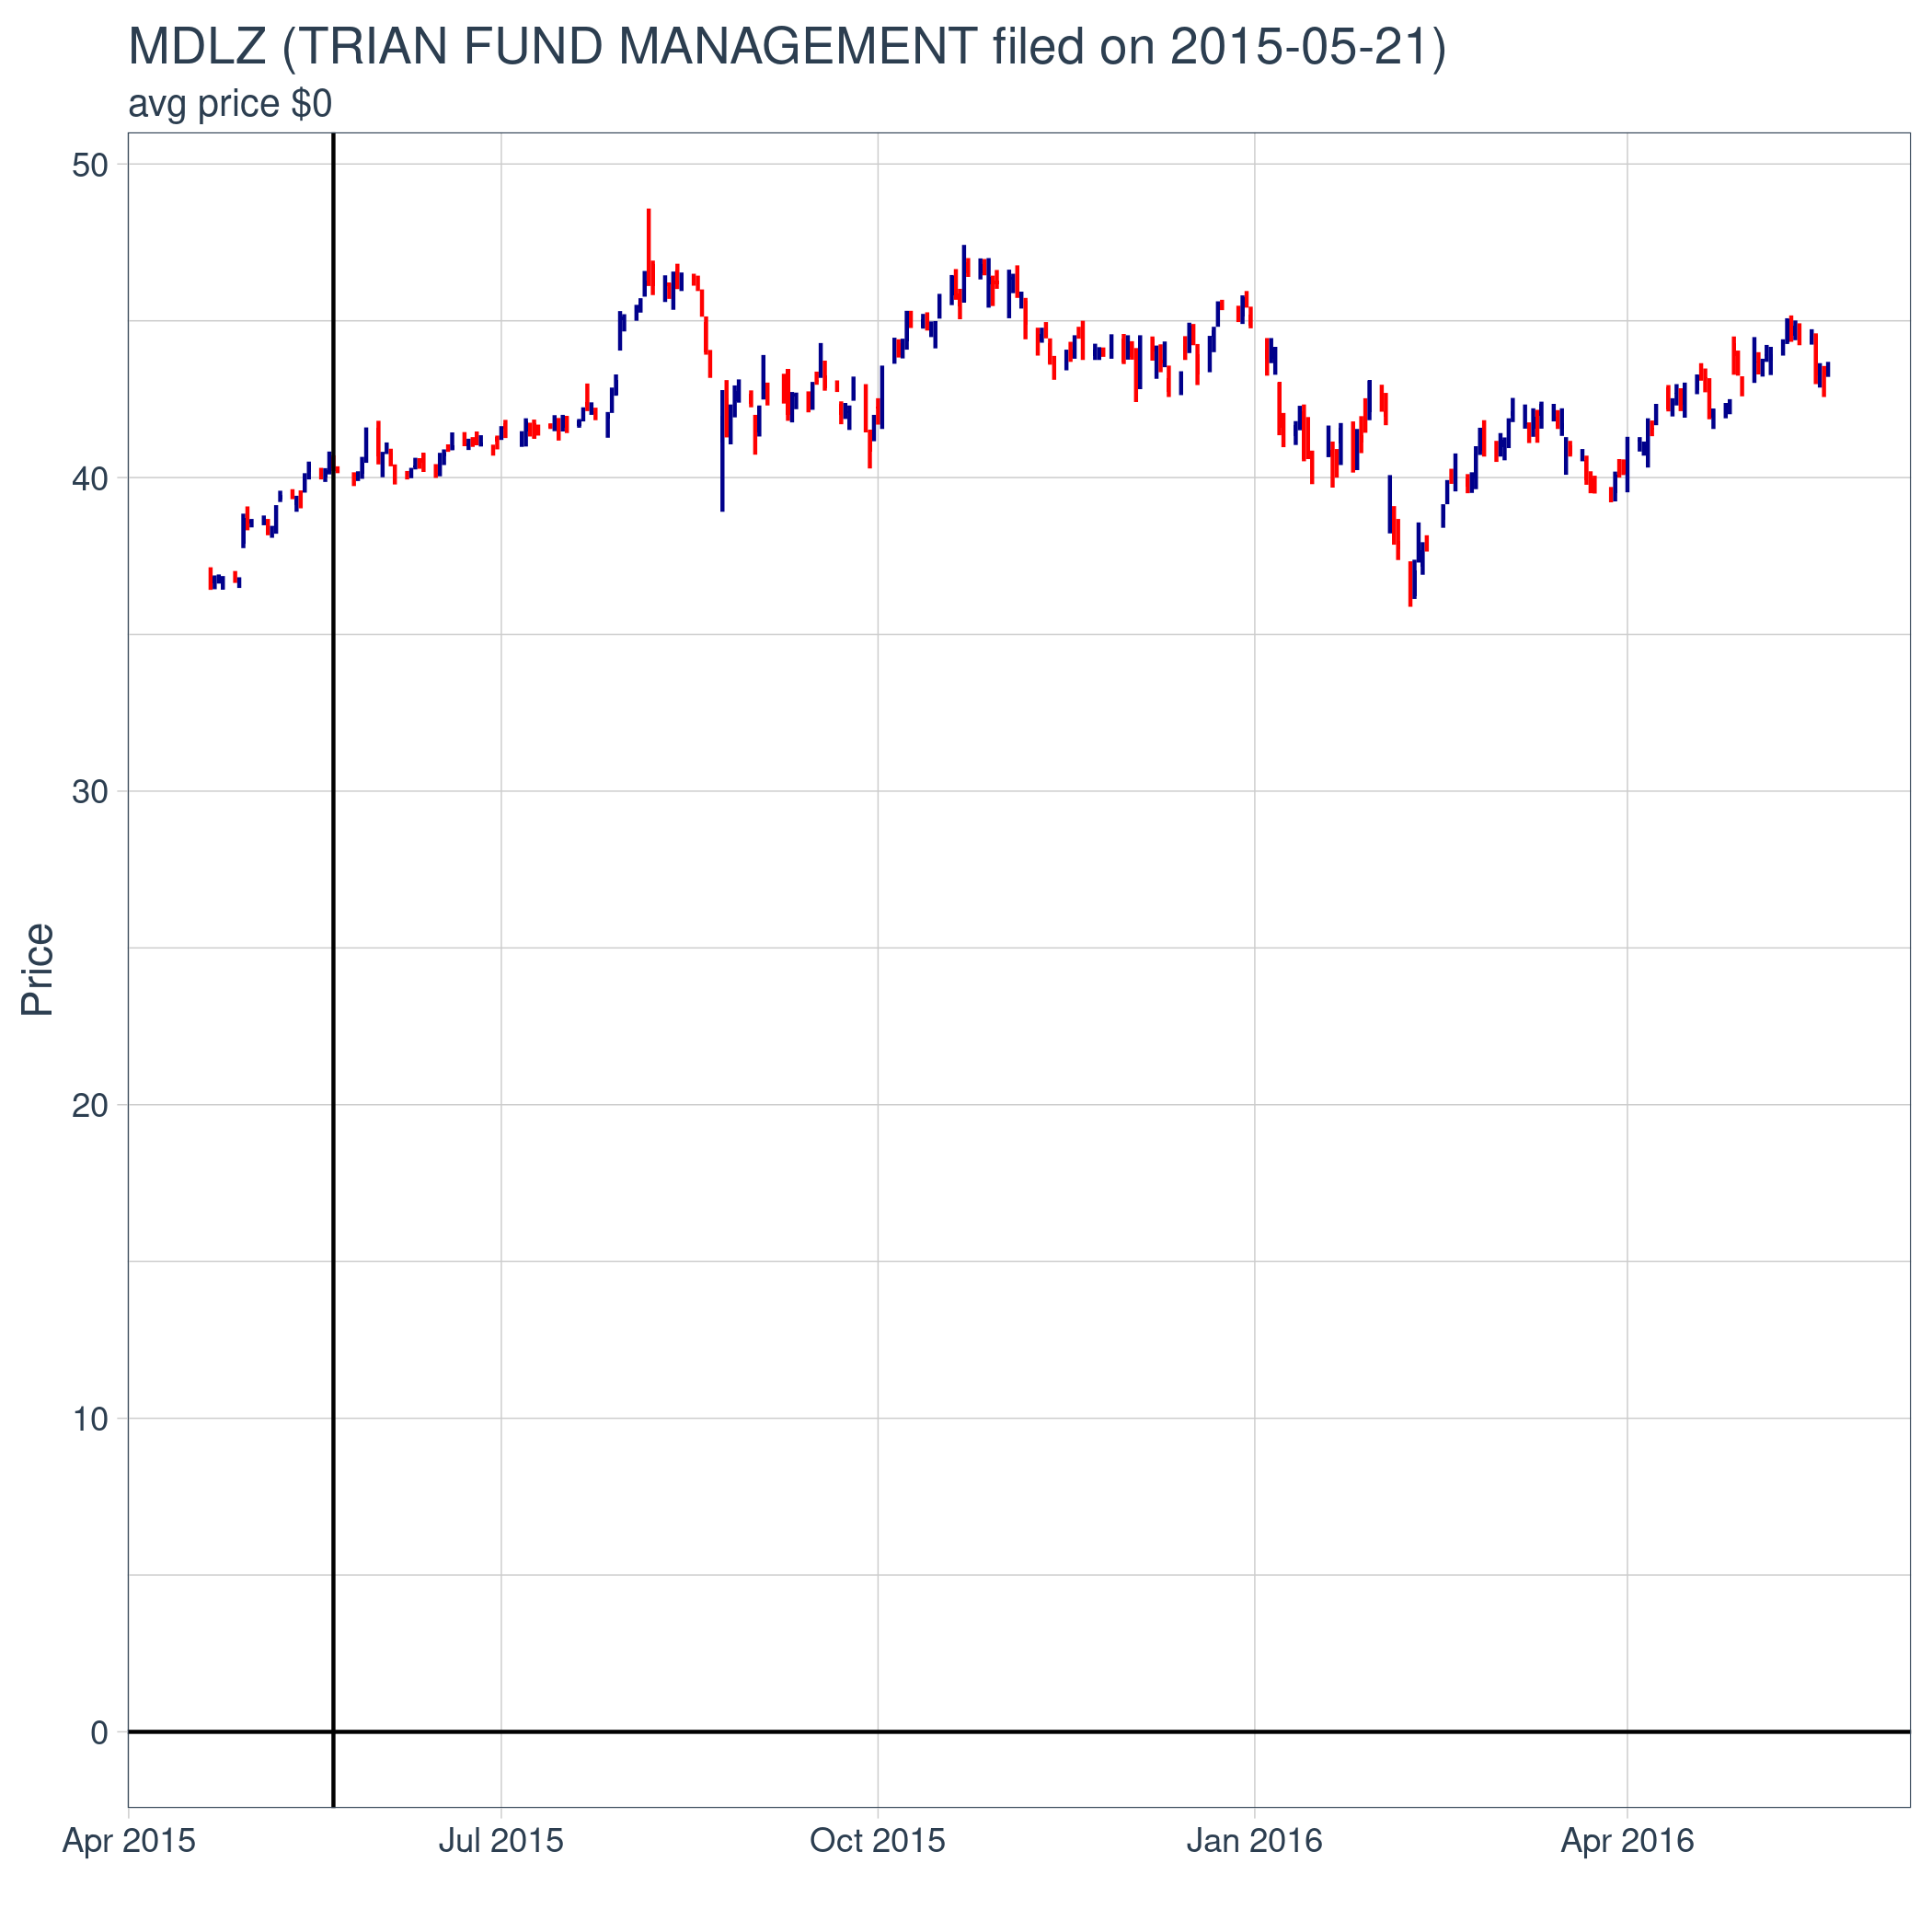 MDLZ (TRIAN FUND MANAGEMENT filed on 2015-05-21)
avg price $0
50
40
30
20
10
0
Price
Apr 2015
Jul 2015
Oct 2015
Jan 2016
Apr 2016